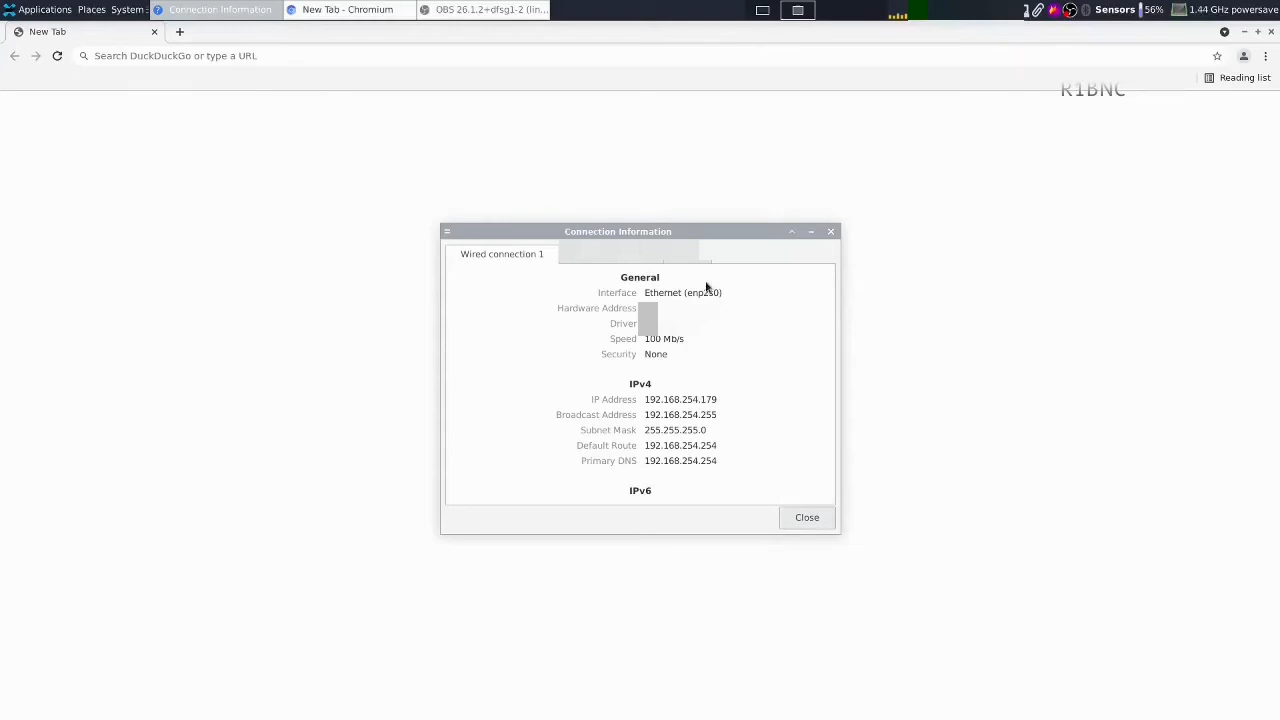 Applications Places System Connection Information New Tab - Chromium OBS 26.1.2+dfsg1-2 (lin... Sensors 56% 1.44 GHz powersave
New Tab
Search DuckDuckGo or type a URL
Reading list
R1BNC
Connection Information
Wired connection 1
General
Interface Ethernet (enp2s0)
Hardware Address
Driver
Speed 100 Mb/s
Security None
IPv4
IP Address 192.168.254.179
Broadcast Address 192.168.254.255
Subnet Mask 255.255.255.0
Default Route 192.168.254.254
Primary DNS 192.168.254.254
IPv6
Close